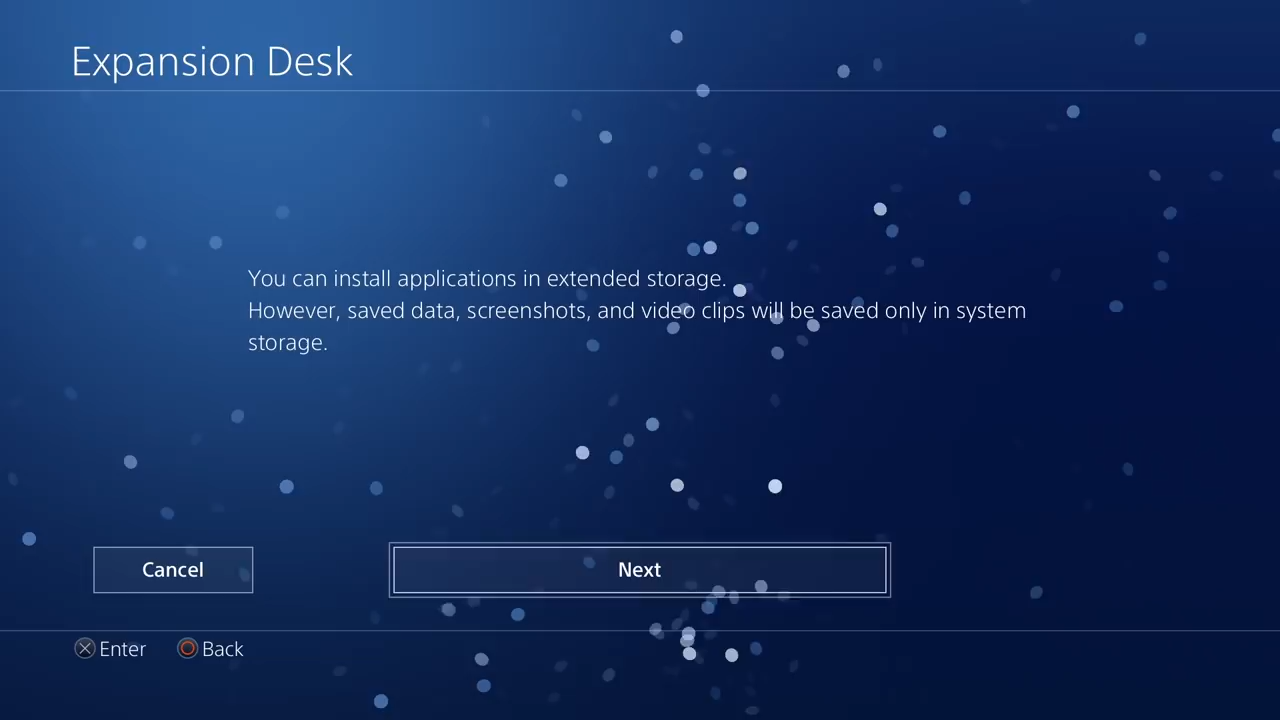 Expansion Desk
You can install applications in extended storage.
However, saved data, screenshots, and video clips will be saved only in system
storage.
Cancel
Next
Enter
Back